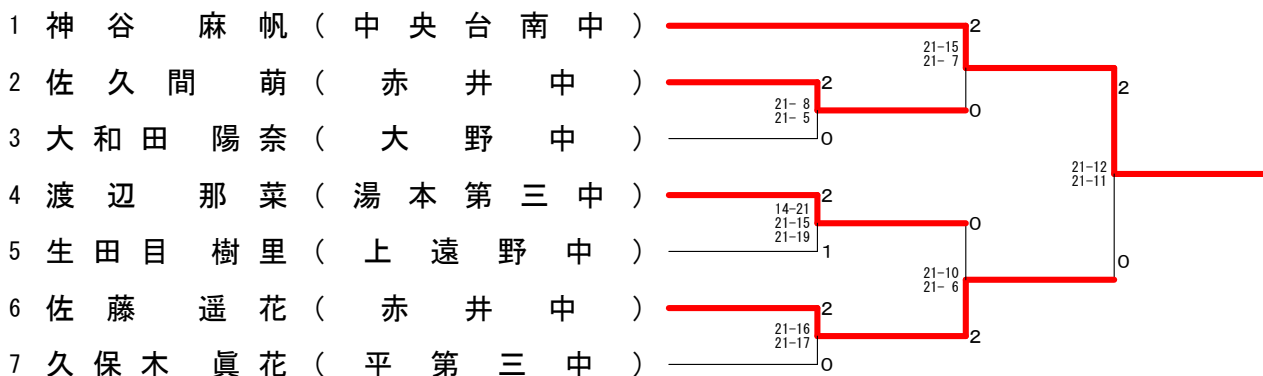 1 神谷 麻帆 ( 中央台南中 ) 2
21-15
21- 7
2 佐久間 萌 ( 赤井中 ) 2
2
21- 8
21- 5
0
3 大和田 陽奈 ( 大野中 ) 0
21-12
21-11
4 渡辺 那菜 ( 湯本第三中 ) 2
14-21
21-15
21-19
0
5 生田目 樹里 ( 上遠野中 ) 1
0
21-10
21- 6
6 佐藤 遥花 ( 赤井中 ) 2
21-16
21-17
2
7 久保木 眞花 ( 平第三中 ) 0